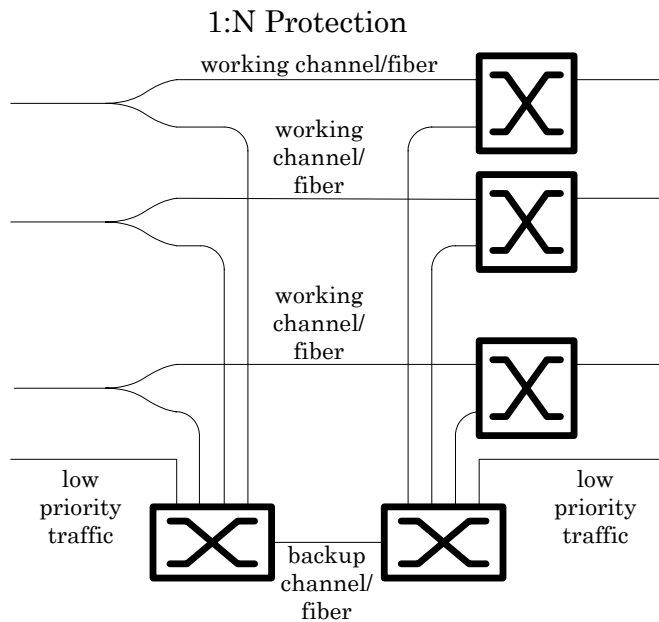 1:N Protection
working channel/fiber
working
channel/
fiber
working
channel/
fiber
low
priority
traffic
low
priority
traffic
backup
channel/
fiber